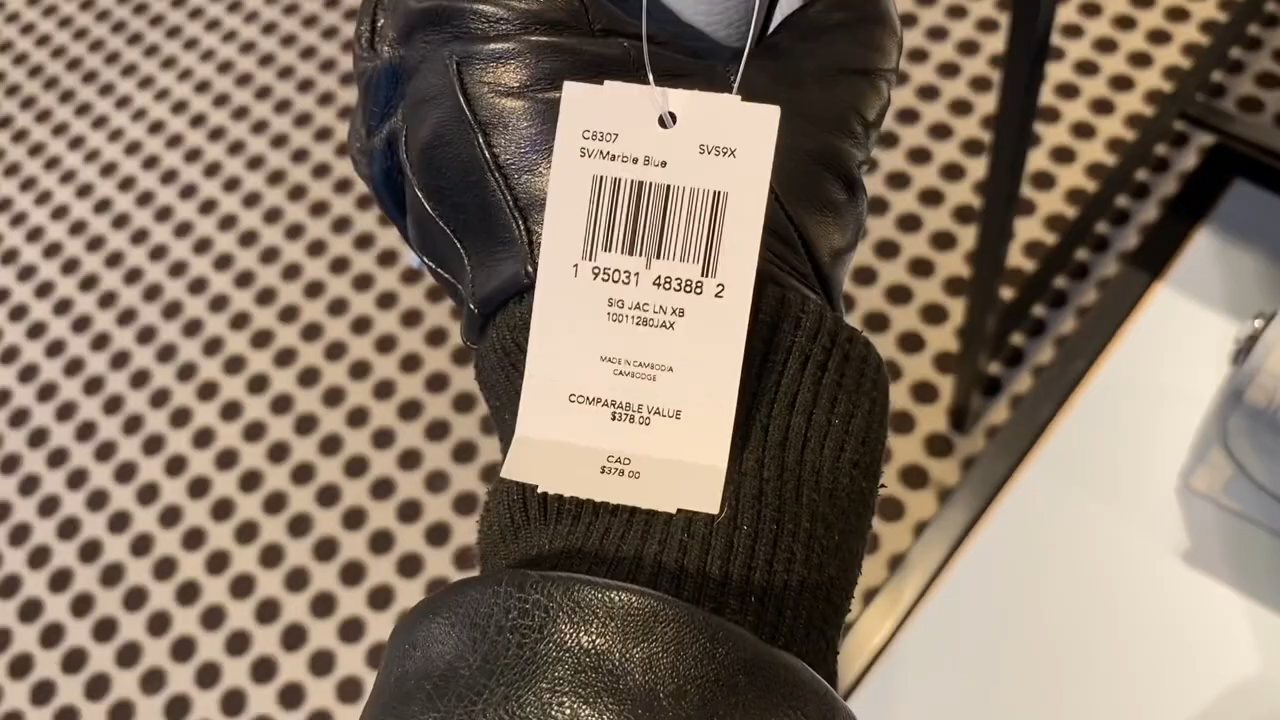 C8307 SVS9X
SV/Marble Blue
1 95031 48388 2
SIG JAC LN XB
10011280JAX
MADE IN CAMBODIA
CAMBODGE
COMPARABLE VALUE
$378.00
CAD
$378.00